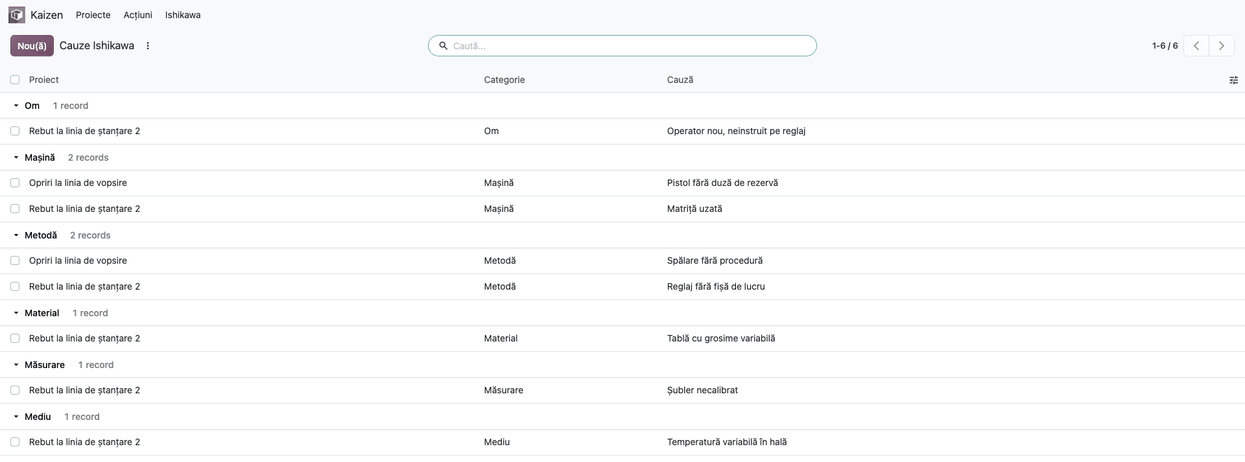 Kaizen Proiecte Acțiuni Ishikawa
Nou(ă) Cauze Ishikawa Caută... 1-6 / 6
Proiect Categorie Cauză
Om 1 record
Rebut la linia de ștanțare 2 Om Operator nou, neinstruit pe reglaj
Mașină 2 records
Opriri la linia de vopsire Mașină Pistol fără duză de rezervă
Rebut la linia de ștanțare 2 Mașină Matriță uzată
Metodă 2 records
Opriri la linia de vopsire Metodă Spălare fără procedură
Rebut la linia de ștanțare 2 Metodă Reglaj fără fișă de lucru
Material 1 record
Rebut la linia de ștanțare 2 Material Tablă cu grosime variabilă
Măsurare 1 record
Rebut la linia de ștanțare 2 Măsurare Șubler necalibrat
Mediu 1 record
Rebut la linia de ștanțare 2 Mediu Temperatură variabilă în hală